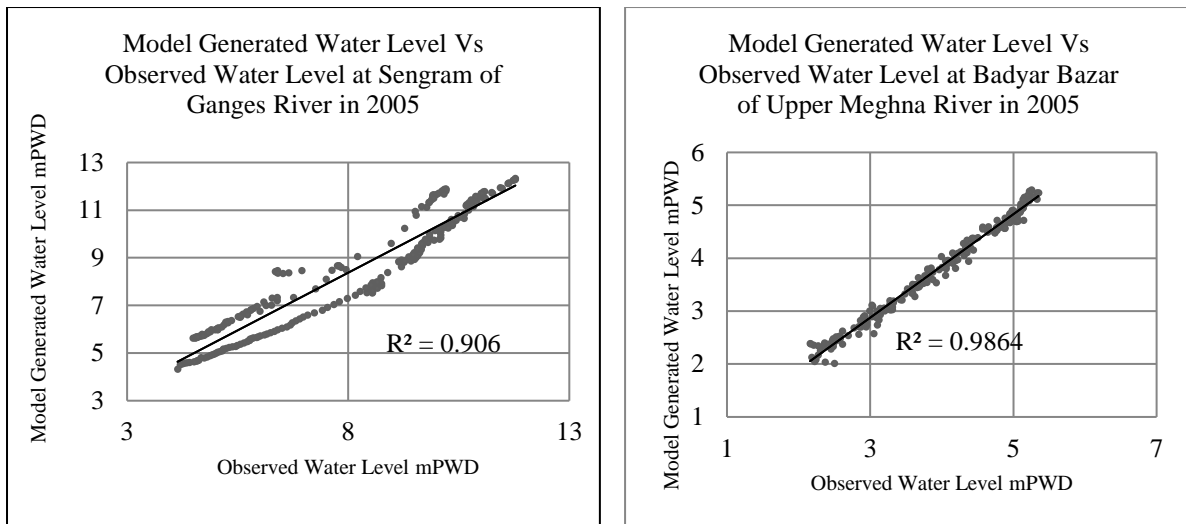 Model Generated Water Level Vs
Observed Water Level at Sengram of
Ganges River in 2005
Model Generated Water Level mPWD
13
11
9
7
5
3
R² = 0.906
3 8 13
Observed Water Level mPWD
Model Generated Water Level Vs
Observed Water Level at Badyar Bazar
of Upper Meghna River in 2005
Model Generated Water Level mPWD
6
5
4
3
2
1
R² = 0.9864
1 3 5 7
Observed Water Level mPWD